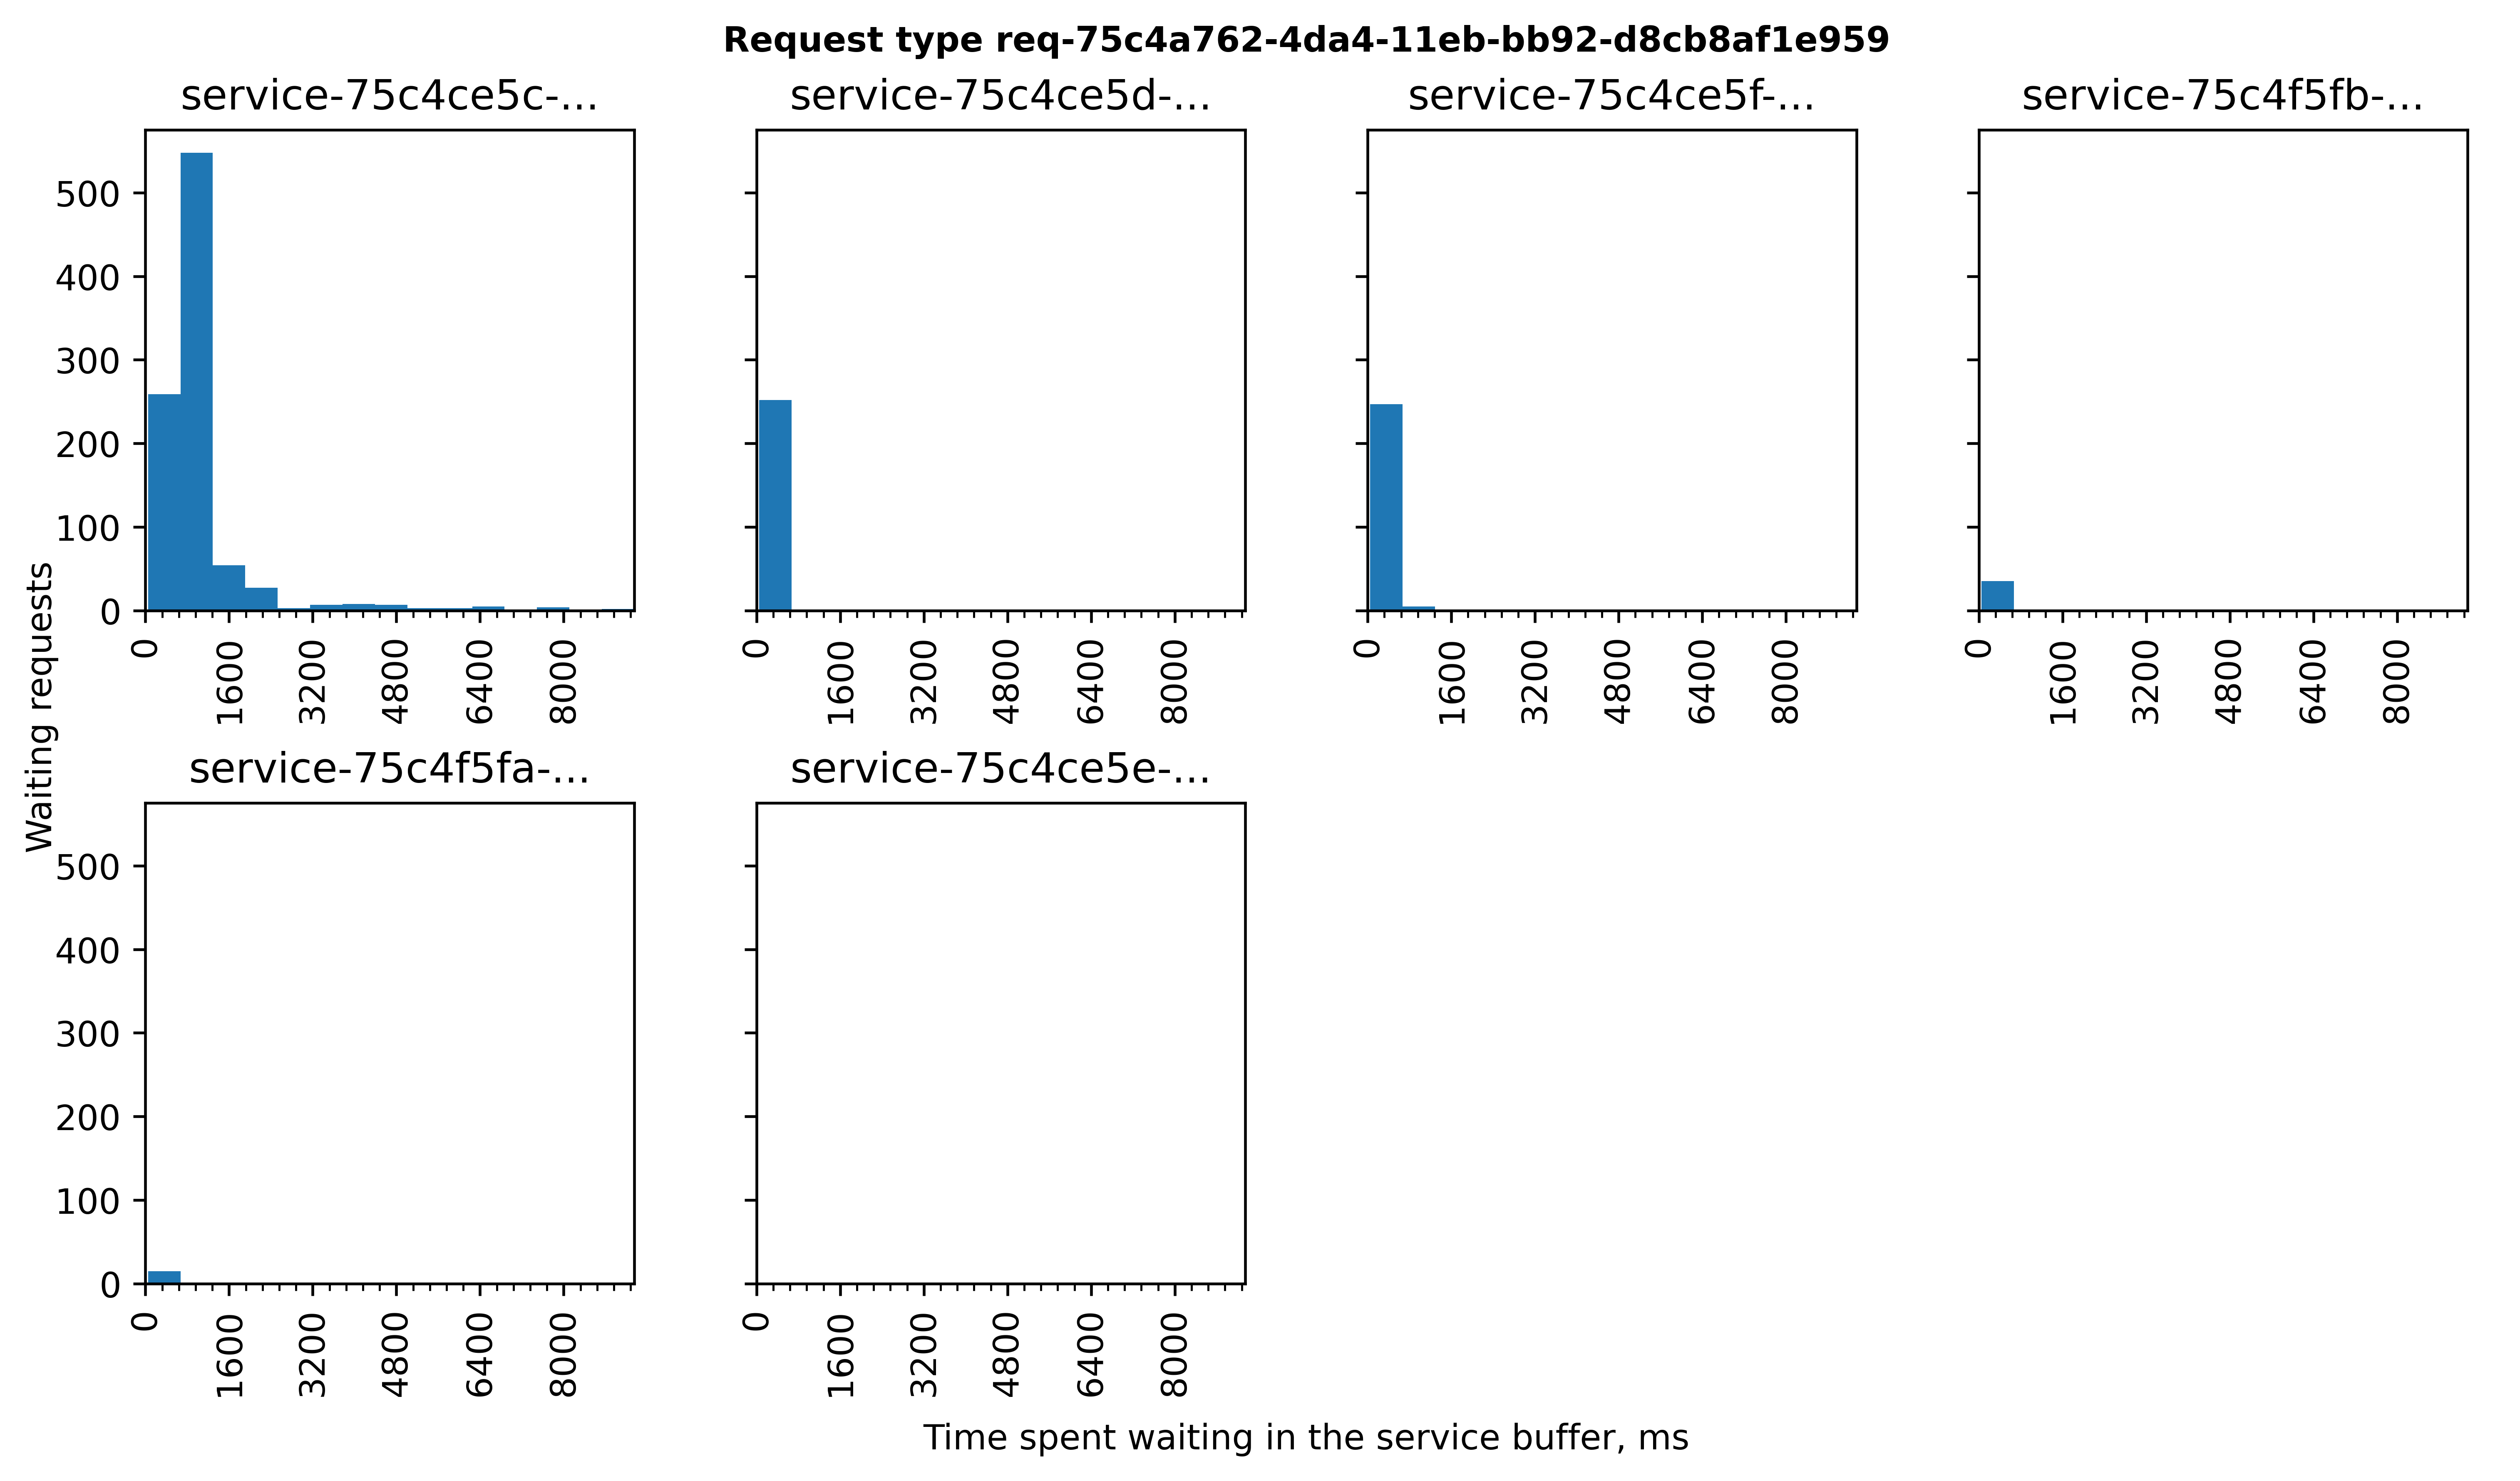 Request type req-75c4a762-4da4-11eb-bb92-d8cb8af1e959
service-75c4ce5c-...
service-75c4ce5d-...
service-75c4ce5f-...
service-75c4f5fb-...
500
400
300
200
100
0
0 1600 3200 4800 6400 8000
0 1600 3200 4800 6400 8000
0 1600 3200 4800 6400 8000
0 1600 3200 4800 6400 8000
Waiting requests
service-75c4f5fa-...
service-75c4ce5e-...
500
400
300
200
100
0
0 1600 3200 4800 6400 8000
0 1600 3200 4800 6400 8000
Time spent waiting in the service buffer, ms